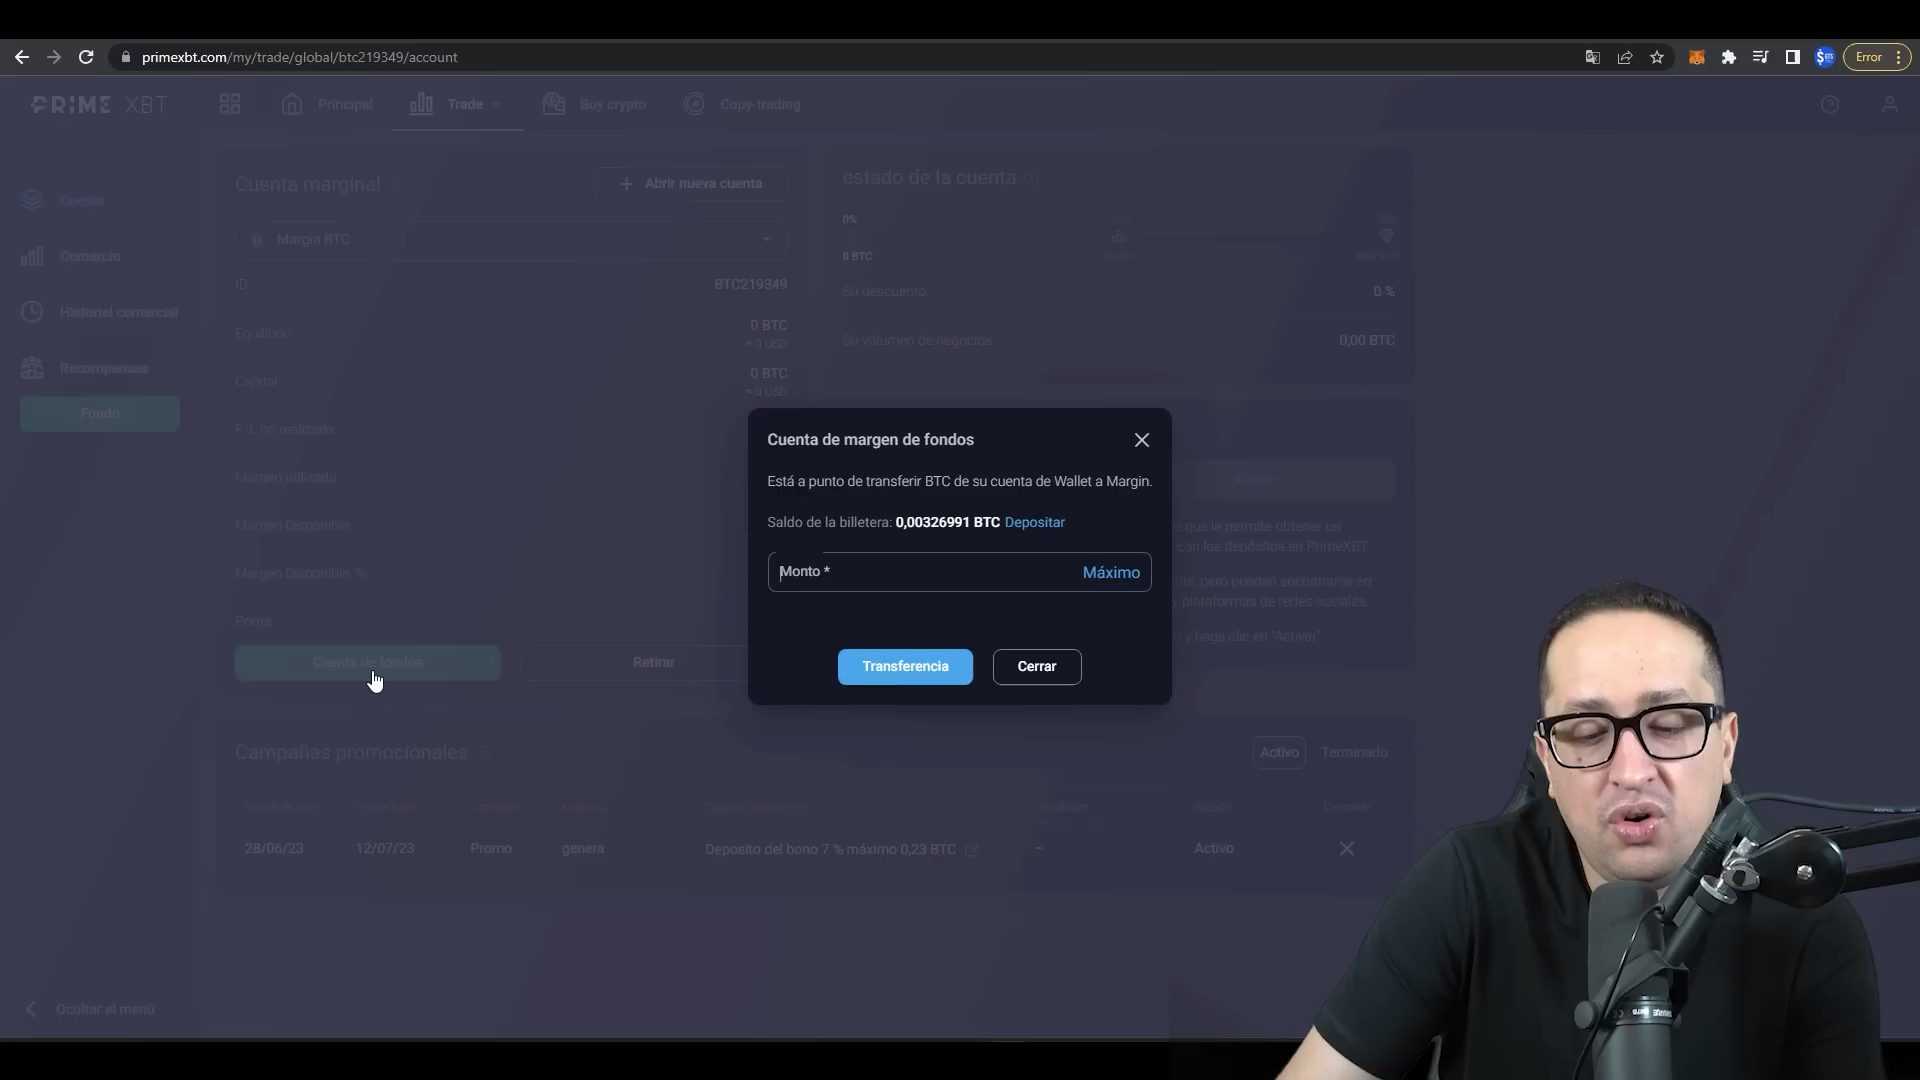 primexbt.com/my/trade/global/btc219349/account
Error
PRIME XBT
Principal
Trade
Buy crypto
Copy-trading
Cuenta
Comercio
Historial comercial
Recompensas
Fondo
Ocultar el menú
Cuenta marginal
Abrir nueva cuenta
Margin BTC
ID
BTC219349
Equilibrio
0 BTC
≈ 0 USD
Capital
0 BTC
≈ 0 USD
P/L no realizado
Margen utilizado
Margen Disponible
Margen Disponible, %
Prima
Cuenta de fondos
Retirar
estado de la cuenta
0%
0 BTC
Su descuento
0 %
Su volumen de negocios
0,00 BTC
Cuenta de margen de fondos
Está a punto de transferir BTC de su cuenta de Wallet a Margin.
Saldo de la billetera: 0,00326991 BTC Depositar
Monto *
Máximo
Transferencia
Cerrar
o que le permite obtener un
con los depósitos en PrimeXBT
nte, pero pueden encontrarse en
y plataformas de redes sociales.
s y haga clic en "Activar"
Campañas promocionales
Activo
Terminado
28/06/23
12/07/23
Promo
genera
Deposito del bono 7 % máximo 0,23 BTC
–
Activo